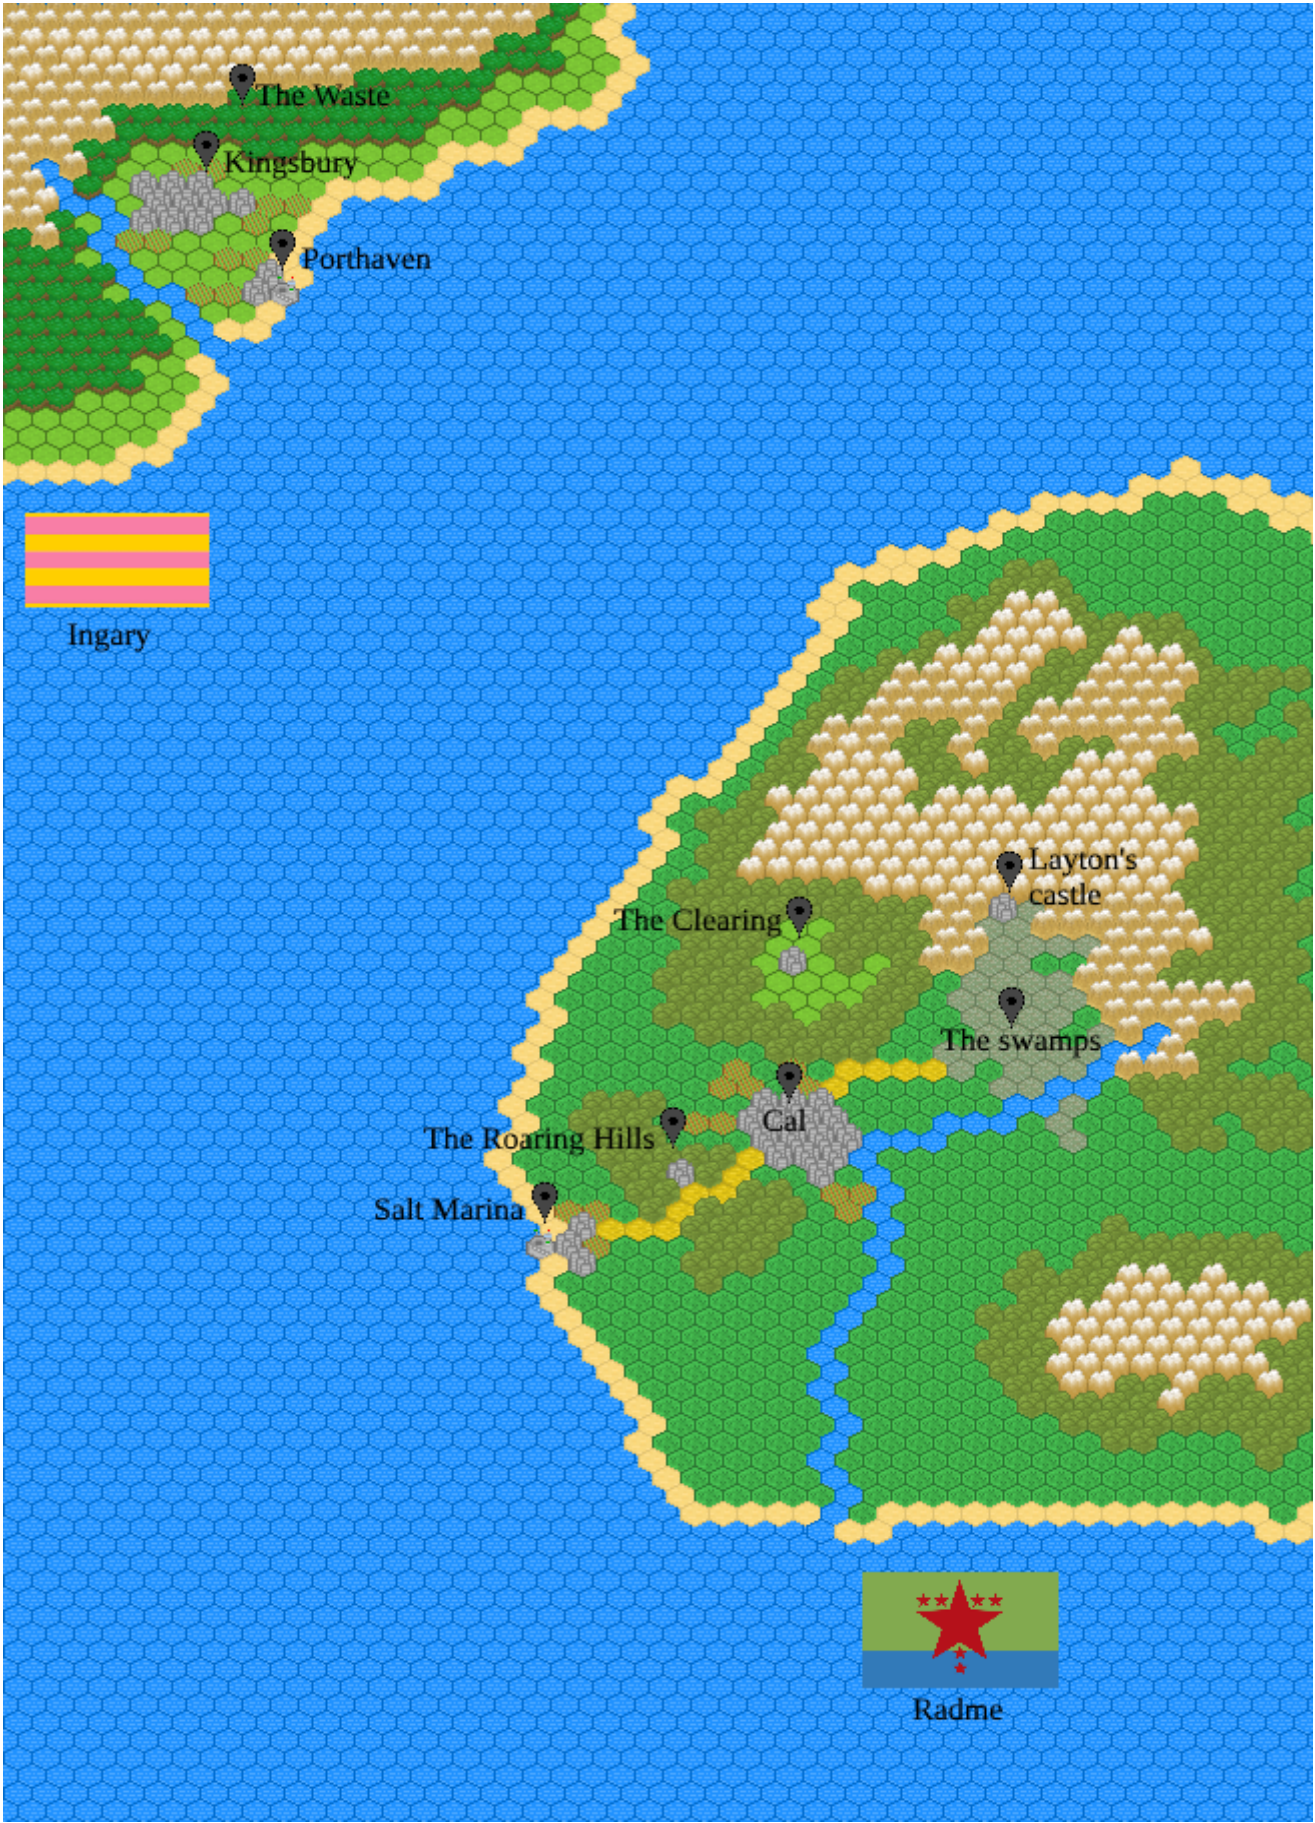 The Waste
Kingsbury
Porthaven
Ingary
Layton's
castle
The Clearing
The swamps
Cal
The Roaring Hills
Salt Marina
Radme